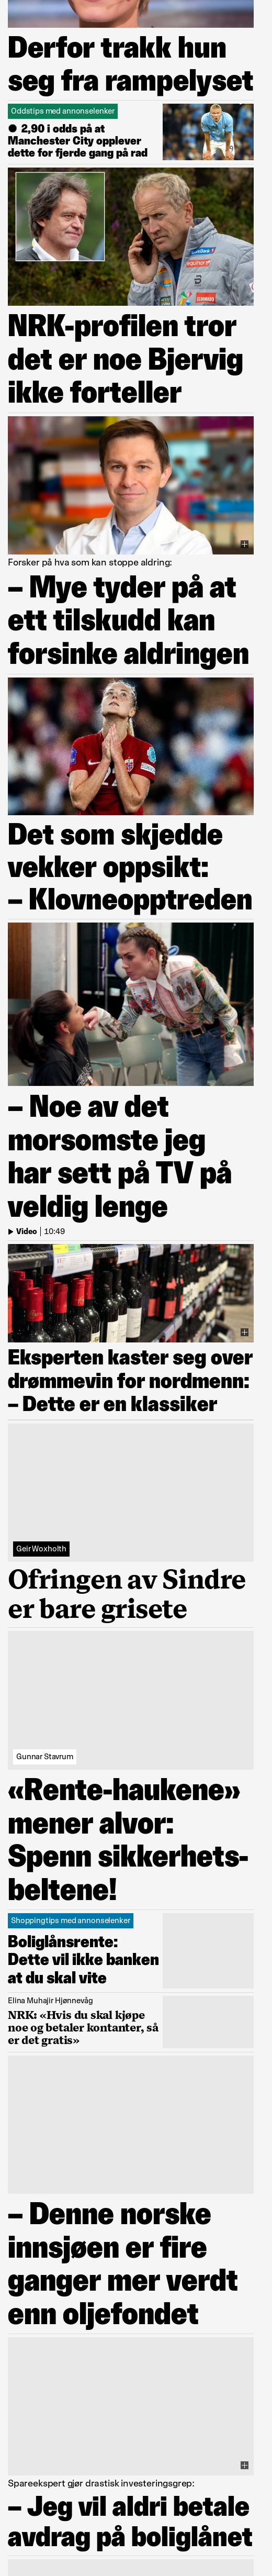 Derfor trakk hun
seg fra rampelyset
Oddstips med annonselenker
● 2,90 i odds på at
Manchester City opplever
dette for fjerde gang på rad
equinor
NRK-profilen tror
det er noe Bjervig
ikke forteller
Forsker på hva som kan stoppe aldring:
– Mye tyder på at
ett tilskudd kan
forsinke aldringen
Det som skjedde
vekker oppsikt:
– Klovneopptreden
– Noe av det
morsomste jeg
har sett på TV på
veldig lenge
Video | 10:49
Eksperten kaster seg over
drømmevin for nordmenn:
– Dette er en klassiker
Geir Woxholth
Ofringen av Sindre
er bare grisete
Gunnar Stavrum
«Rente-haukene»
mener alvor:
Spenn sikkerhets-
beltene!
Shoppingtips med annonselenker
Boliglånsrente:
Dette vil ikke banken
at du skal vite
Elina Muhajir Hjønnevåg
NRK: «Hvis du skal kjøpe
noe og betaler kontanter, så
er det gratis»
– Denne norske
innsjøen er fire
ganger mer verdt
enn oljefondet
Spareekspert gjør drastisk investeringsgrep:
– Jeg vil aldri betale
avdrag på boliglånet